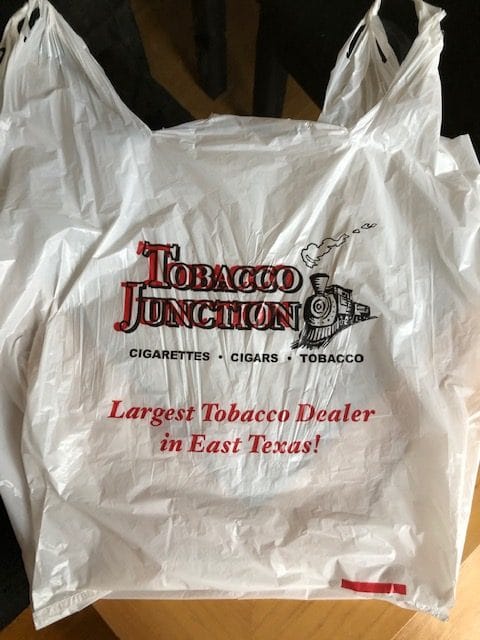 TOBACCO
JUNCTION
CIGARETTES • CIGARS • TOBACCO
Largest Tobacco Dealer
in East Texas!